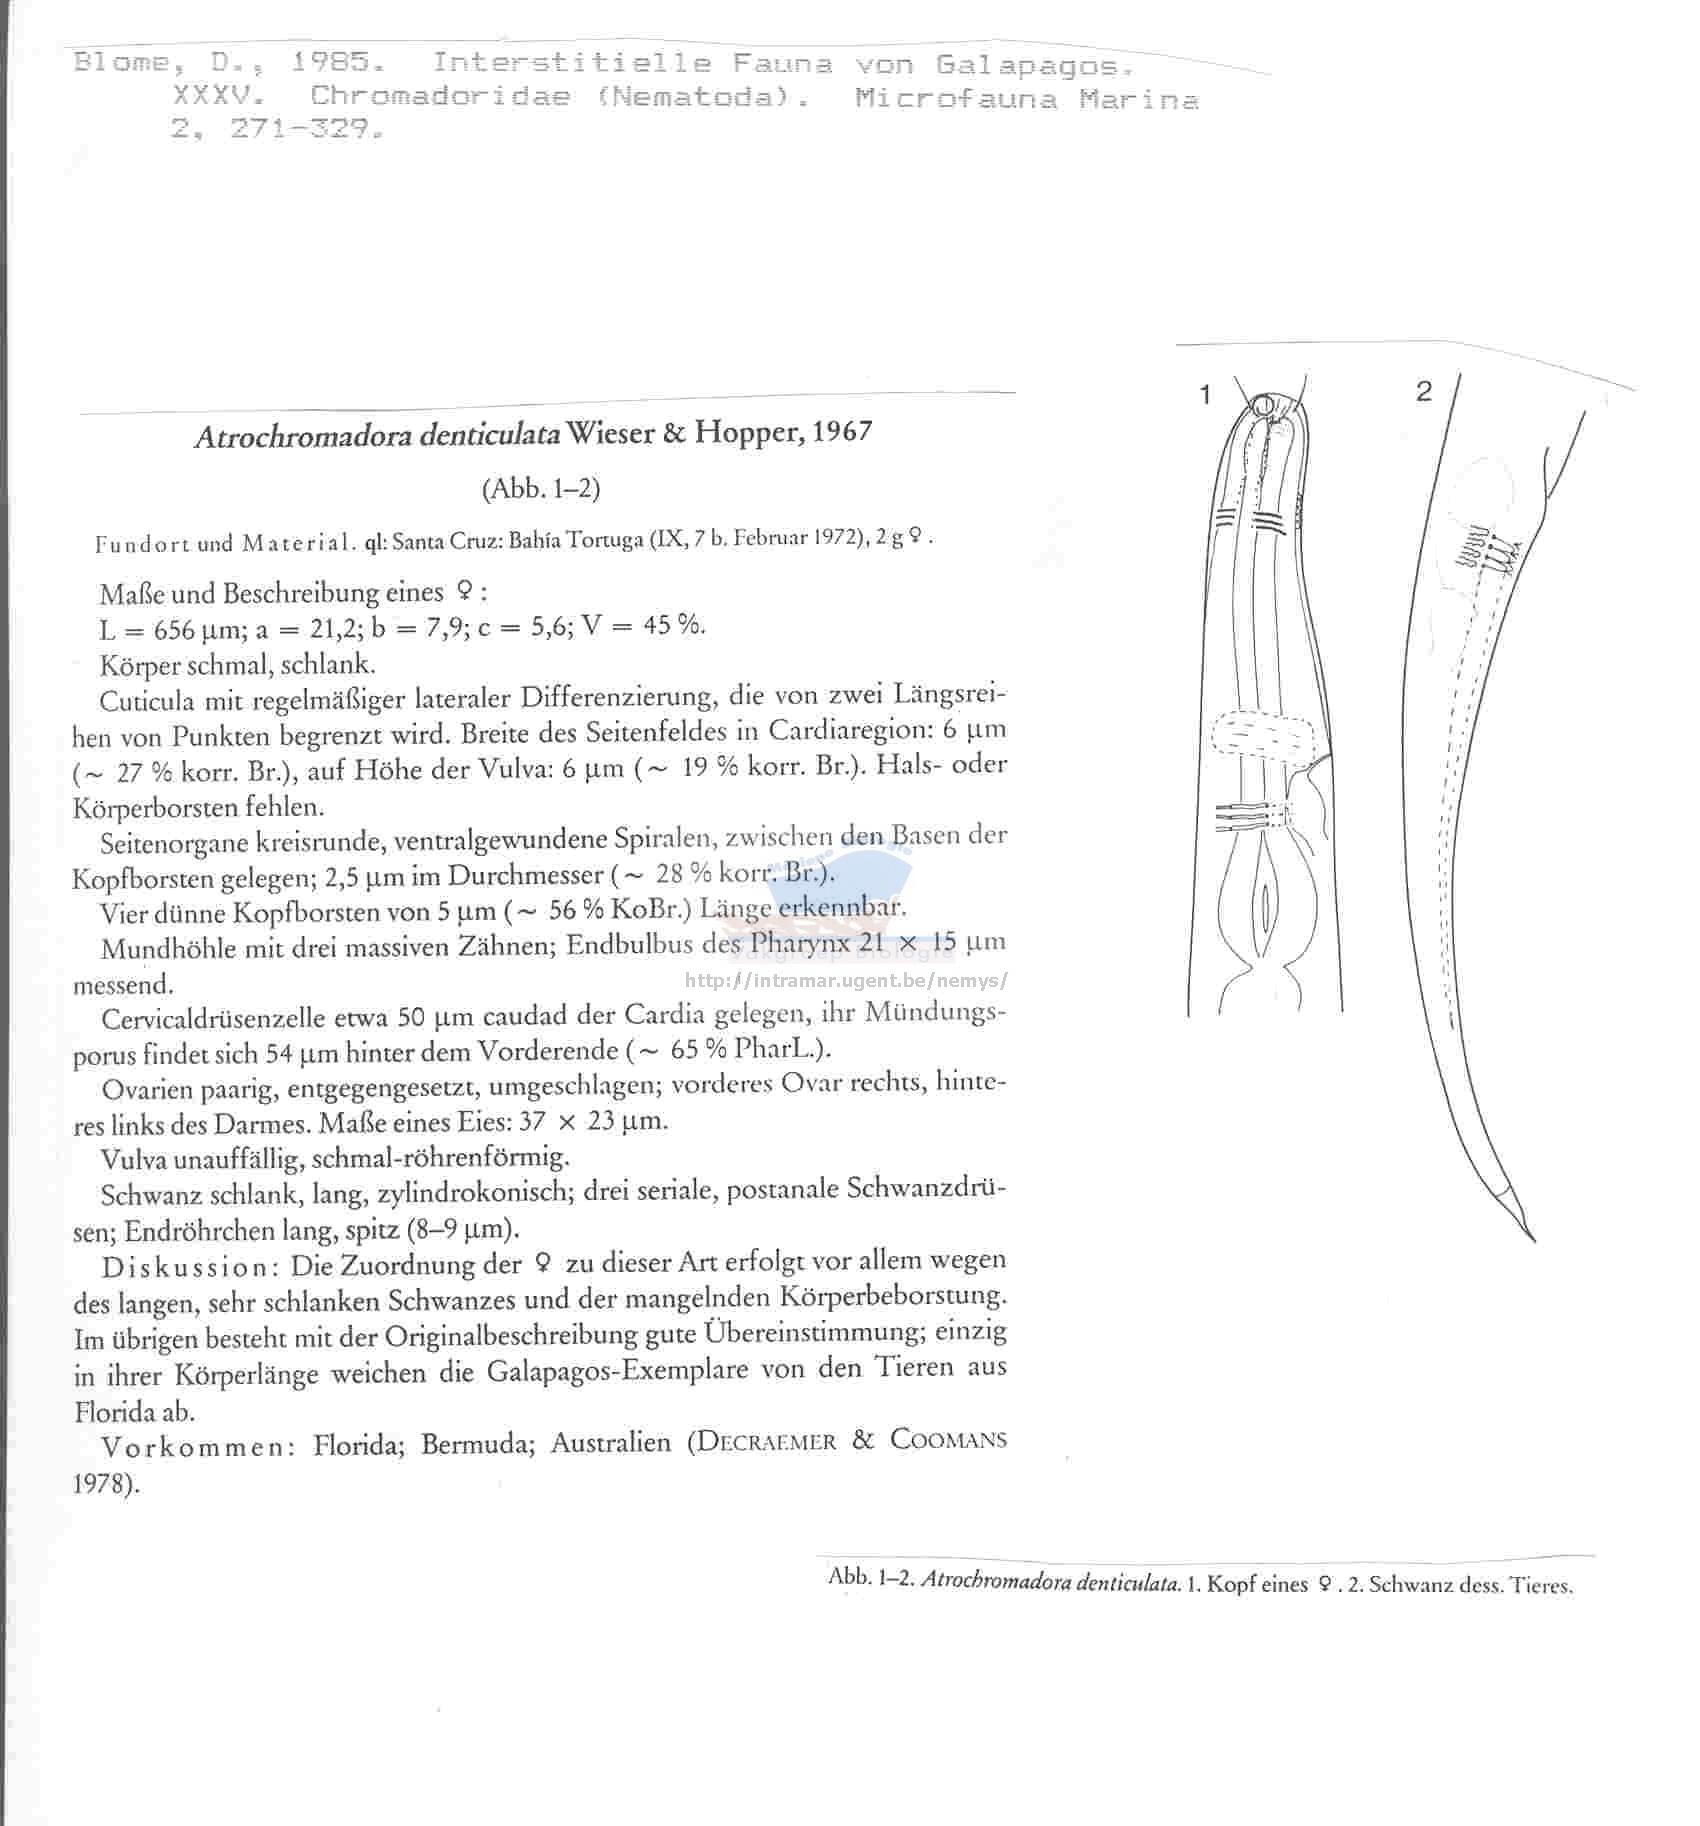 Blome, D., 1985. Interstitielle Fauna von Galapagos.
XXXV. Chromadoridae (Nematoda). Microfauna Marina
2, 271-329.
Atrochromadora denticulata Wieser & Hopper, 1967
(Abb. 1–2)
Fundort und Material. ql: Santa Cruz: Bahía Tortuga (IX, 7 b. Februar 1972), 2 g ♀.
Maße und Beschreibung eines ♀ :
L = 656 µm; a = 21,2; b = 7,9; c = 5,6; V = 45 %.
Körper schmal, schlank.
Cuticula mit regelmäßiger lateraler Differenzierung, die von zwei Längsrei-
hen von Punkten begrenzt wird. Breite des Seitenfeldes in Cardiaregion: 6 µm
(~ 27 % korr. Br.), auf Höhe der Vulva: 6 µm (~ 19 % korr. Br.). Hals- oder
Körperborsten fehlen.
Seitenorgane kreisrunde, ventralgewundene Spiralen, zwischen den Basen der
Kopfborsten gelegen; 2,5 µm im Durchmesser (~ 28 % korr. Br.).
Vier dünne Kopfborsten von 5 µm (~ 56 % KoBr.) Länge erkennbar.
Mundhöhle mit drei massiven Zähnen; Endbulbus des Pharynx 21 × 15 µm
vakgroep Biologie
messend.
http://intramar.ugent.be/nemys/
Cervicaldrüsenzelle etwa 50 µm caudad der Cardia gelegen, ihr Mündungs-
porus findet sich 54 µm hinter dem Vorderende (~ 65 % PharL.).
Ovarien paarig, entgegengesetzt, umgeschlagen; vorderes Ovar rechts, hinte-
res links des Darmes. Maße eines Eies: 37 × 23 µm.
Vulva unauffällig, schmal-röhrenförmig.
Schwanz schlank, lang, zylindrokonisch; drei seriale, postanale Schwanzdrü-
sen; Endröhrchen lang, spitz (8–9 µm).
Diskussion: Die Zuordnung der ♀ zu dieser Art erfolgt vor allem wegen
des langen, sehr schlanken Schwanzes und der mangelnden Körperbeborstung.
Im übrigen besteht mit der Originalbeschreibung gute Übereinstimmung; einzig
in ihrer Körperlänge weichen die Galapagos-Exemplare von den Tieren aus
Florida ab.
Vorkommen: Florida; Bermuda; Australien (DECRAEMER & COOMANS
1978).
1
2
Abb. 1–2. Atrochromadora denticulata. 1. Kopf eines ♀ . 2. Schwanz dess. Tieres.